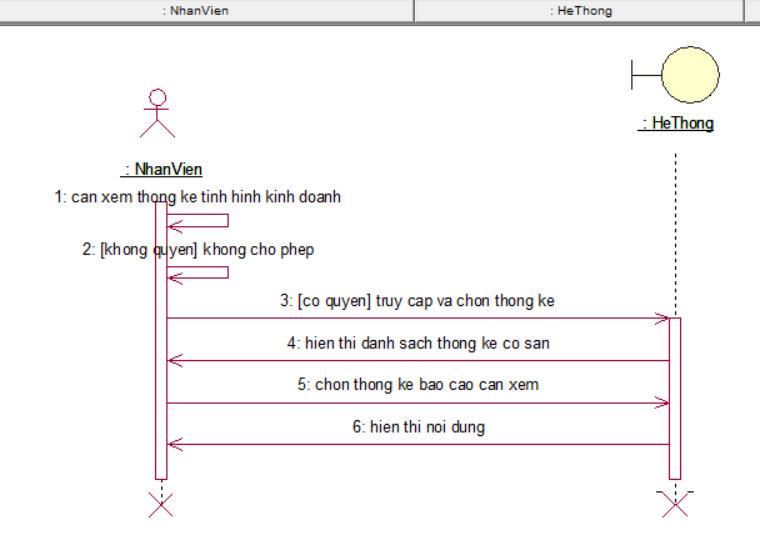 : NhanVien
: HeThong
: HeThong
: NhanVien
1: can xem thong ke tinh hinh kinh doanh
2: [khong quyen] khong cho phep
3: [co quyen] truy cap va chon thong ke
4: hien thi danh sach thong ke co san
5: chon thong ke bao cao can xem
6: hien thi noi dung